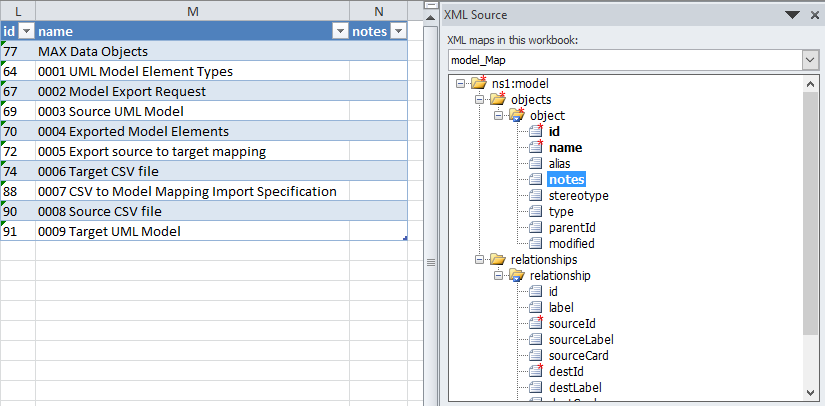 L M N
id name notes
77 MAX Data Objects
64 0001 UML Model Element Types
67 0002 Model Export Request
69 0003 Source UML Model
70 0004 Exported Model Elements
72 0005 Export source to target mapping
74 0006 Target CSV file
88 0007 CSV to Model Mapping Import Specification
90 0008 Source CSV file
91 0009 Target UML Model
XML Source
XML maps in this workbook:
model_Map
ns1:model
objects
object
id
name
alias
notes
stereotype
type
parentId
modified
relationships
relationship
id
label
sourceId
sourceLabel
sourceCard
destId
destLabel